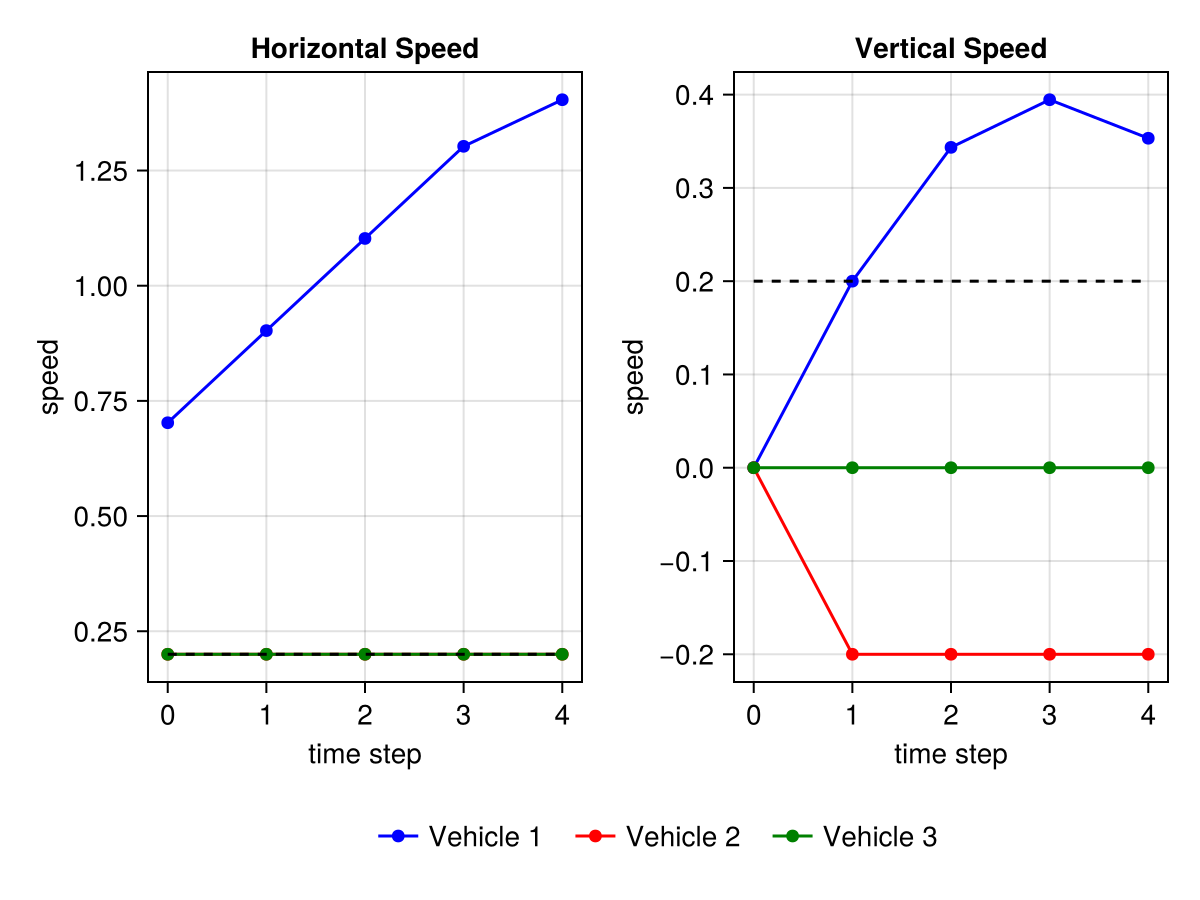 Horizontal Speed
speed
1.25
1.00
0.75
0.50
0.25
0 1 2 3 4
time step
Vertical Speed
speed
0.4
0.3
0.2
0.1
0.0
−0.1
−0.2
0 1 2 3 4
time step
Vehicle 1 Vehicle 2 Vehicle 3